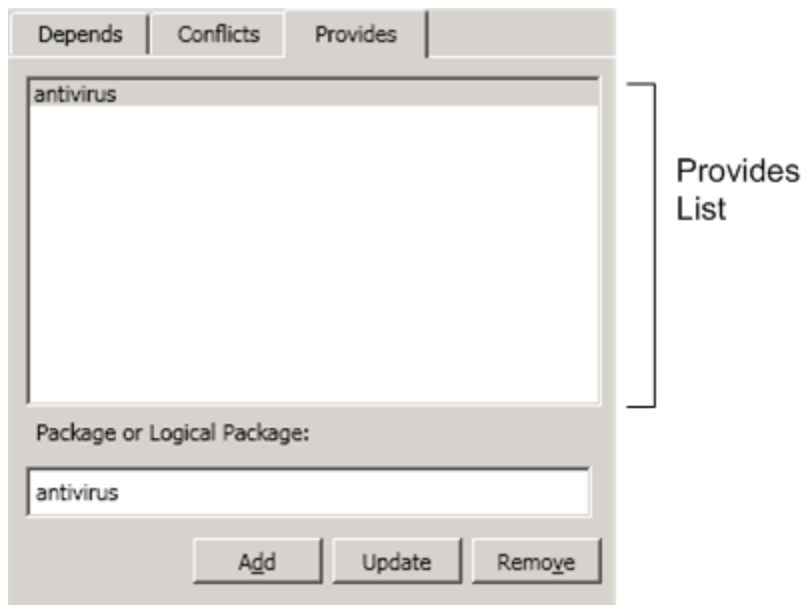 Depends Conflicts Provides
antivirus
Provides
List
Package or Logical Package:
antivirus
Add Update Remove